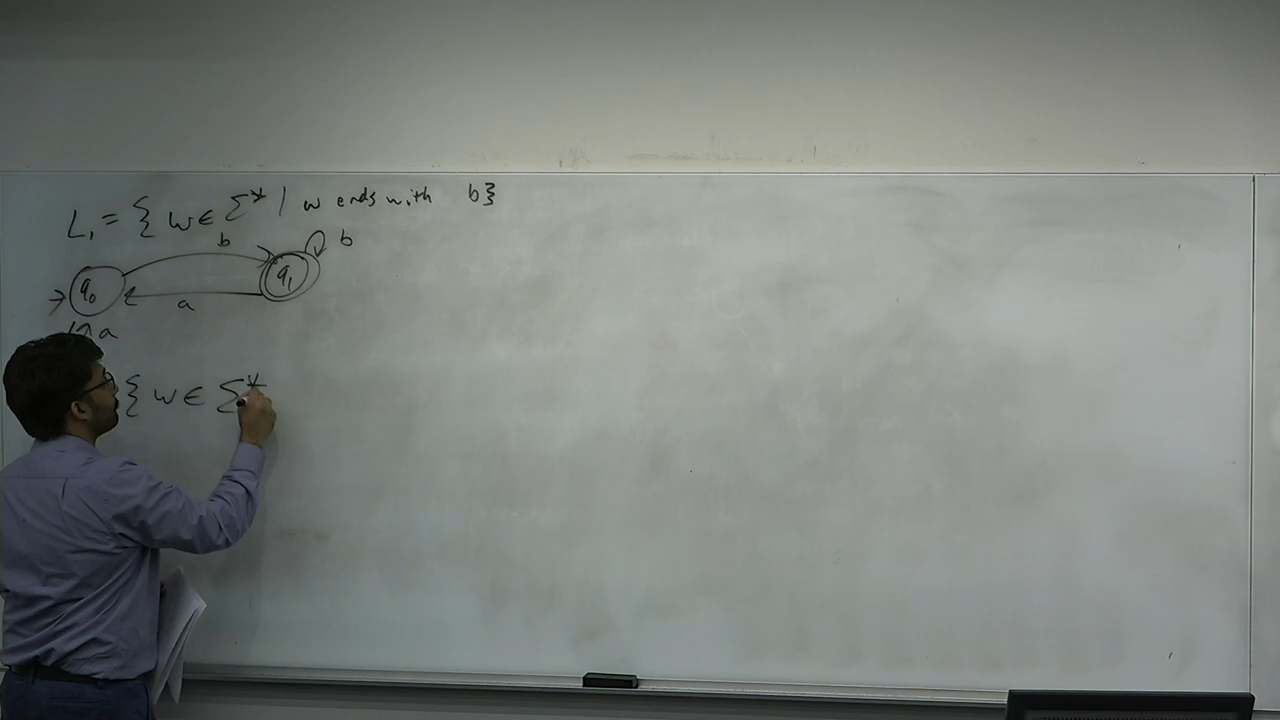 L₁ = { w ∈ Σ* | w ends with b}
b
b
q₀ q₁
a
a
{ w ∈ Σ*